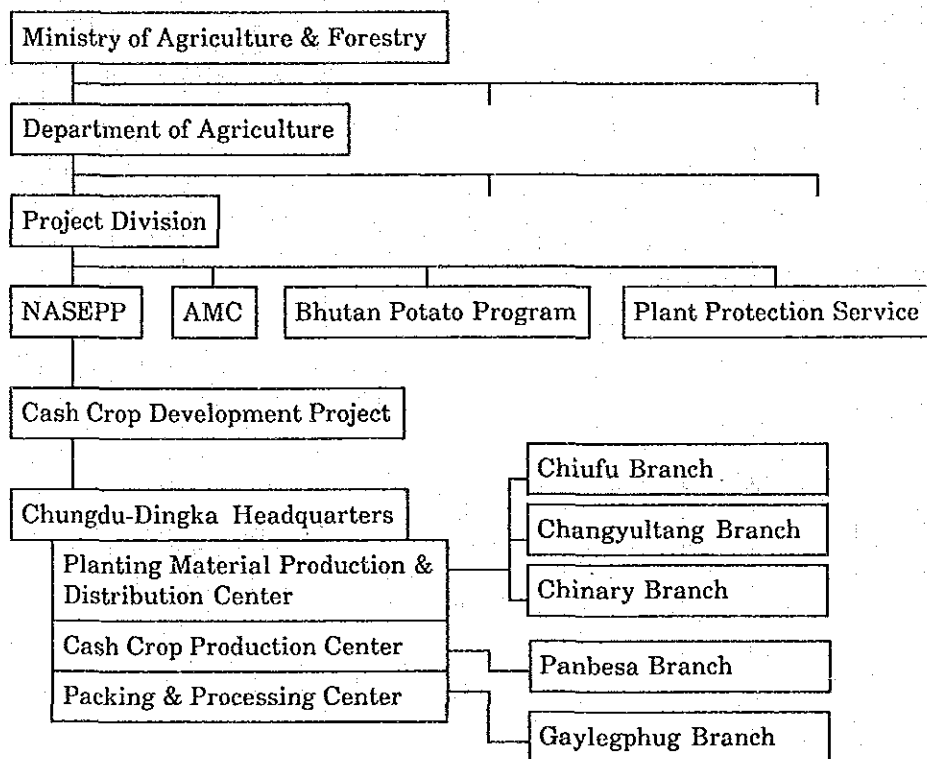 Ministry of Agriculture & Forestry
Department of Agriculture
Project Division
NASEPP
AMC
Bhutan Potato Program
Plant Protection Service
Cash Crop Development Project
Chungdu-Dingka Headquarters
Planting Material Production &
Distribution Center
Cash Crop Production Center
Packing & Processing Center
Chiufu Branch
Changyultang Branch
Chinary Branch
Panbesa Branch
Gaylegphug Branch